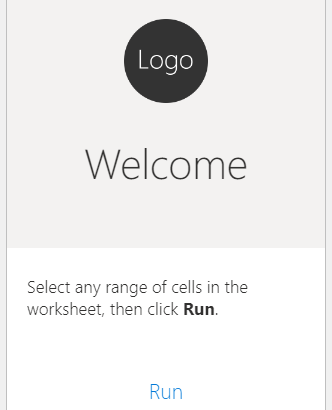 Logo
Welcome
Select any range of cells in the
worksheet, then click Run.
Run